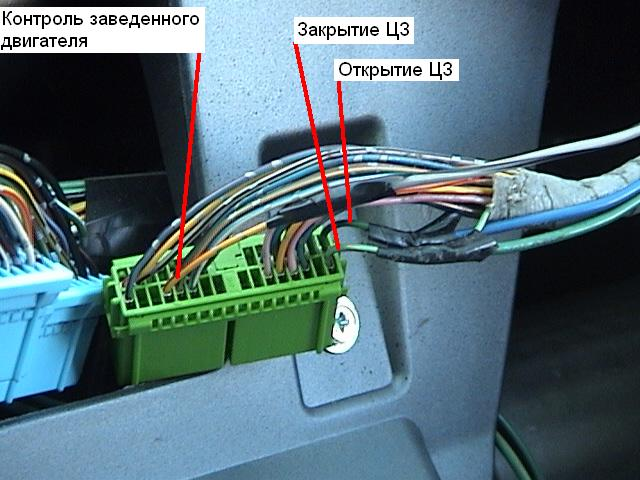 Контроль заведенного
двигателя
Закрытие ЦЗ
Открытие ЦЗ